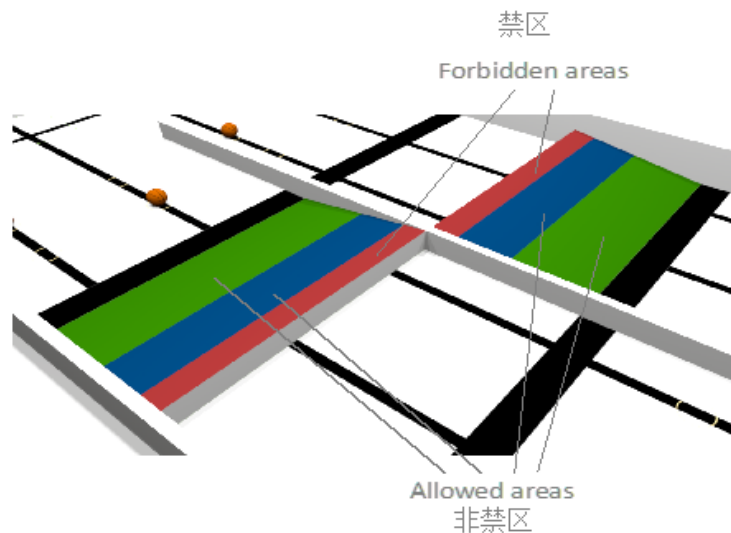 禁区
Forbidden areas
Allowed areas
非禁区